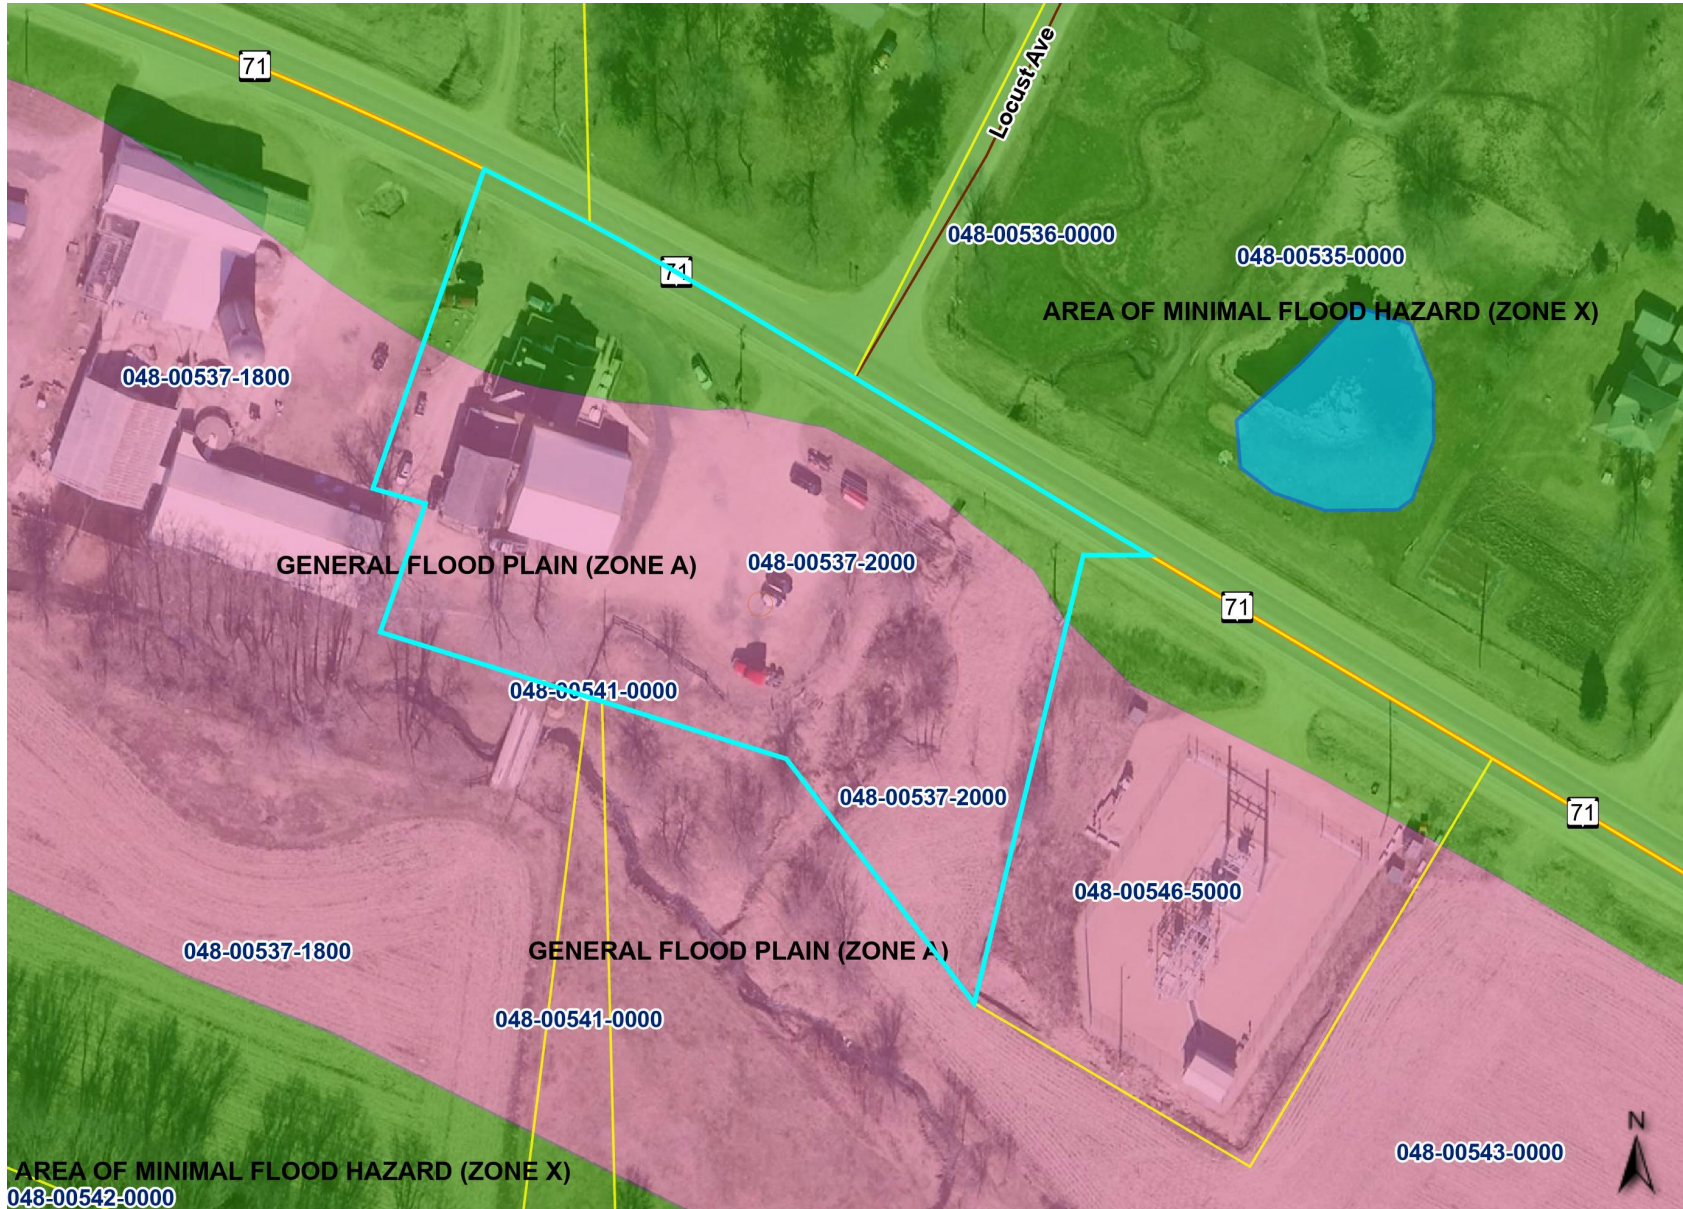 71
Locust Ave
048-00536-0000
048-00535-0000
71
AREA OF MINIMAL FLOOD HAZARD (ZONE X)
048-00537-1800
GENERAL FLOOD PLAIN (ZONE A)
048-00537-2000
71
048-00541-0000
048-00537-2000
71
048-00546-5000
048-00537-1800
GENERAL FLOOD PLAIN (ZONE A)
048-00541-0000
N
048-00543-0000
AREA OF MINIMAL FLOOD HAZARD (ZONE X)
048-00542-0000